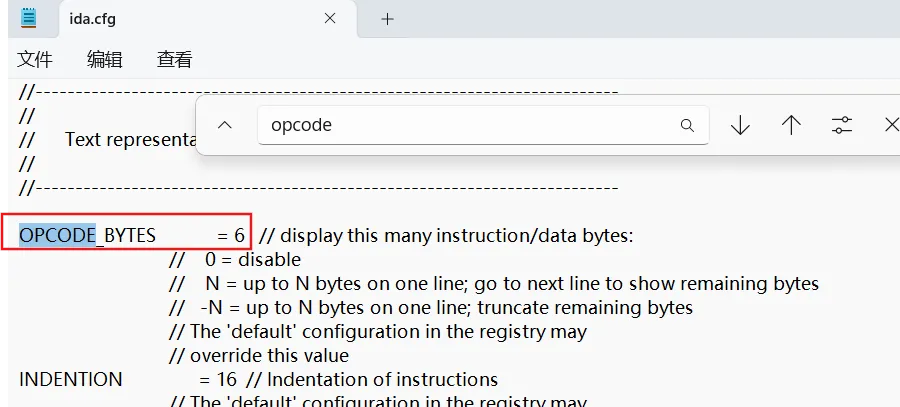 ida.cfg
文件 编辑 查看
//-------------------------------------------------------------------------
//
// Text representa
//
//-------------------------------------------------------------------------
opcode
OPCODE_BYTES = 6 // display this many instruction/data bytes:
// 0 = disable
// N = up to N bytes on one line; go to next line to show remaining bytes
// -N = up to N bytes on one line; truncate remaining bytes
// The 'default' configuration in the registry may
// override this value
INDENTION = 16 // Indentation of instructions
// The 'default' configuration in the registry may